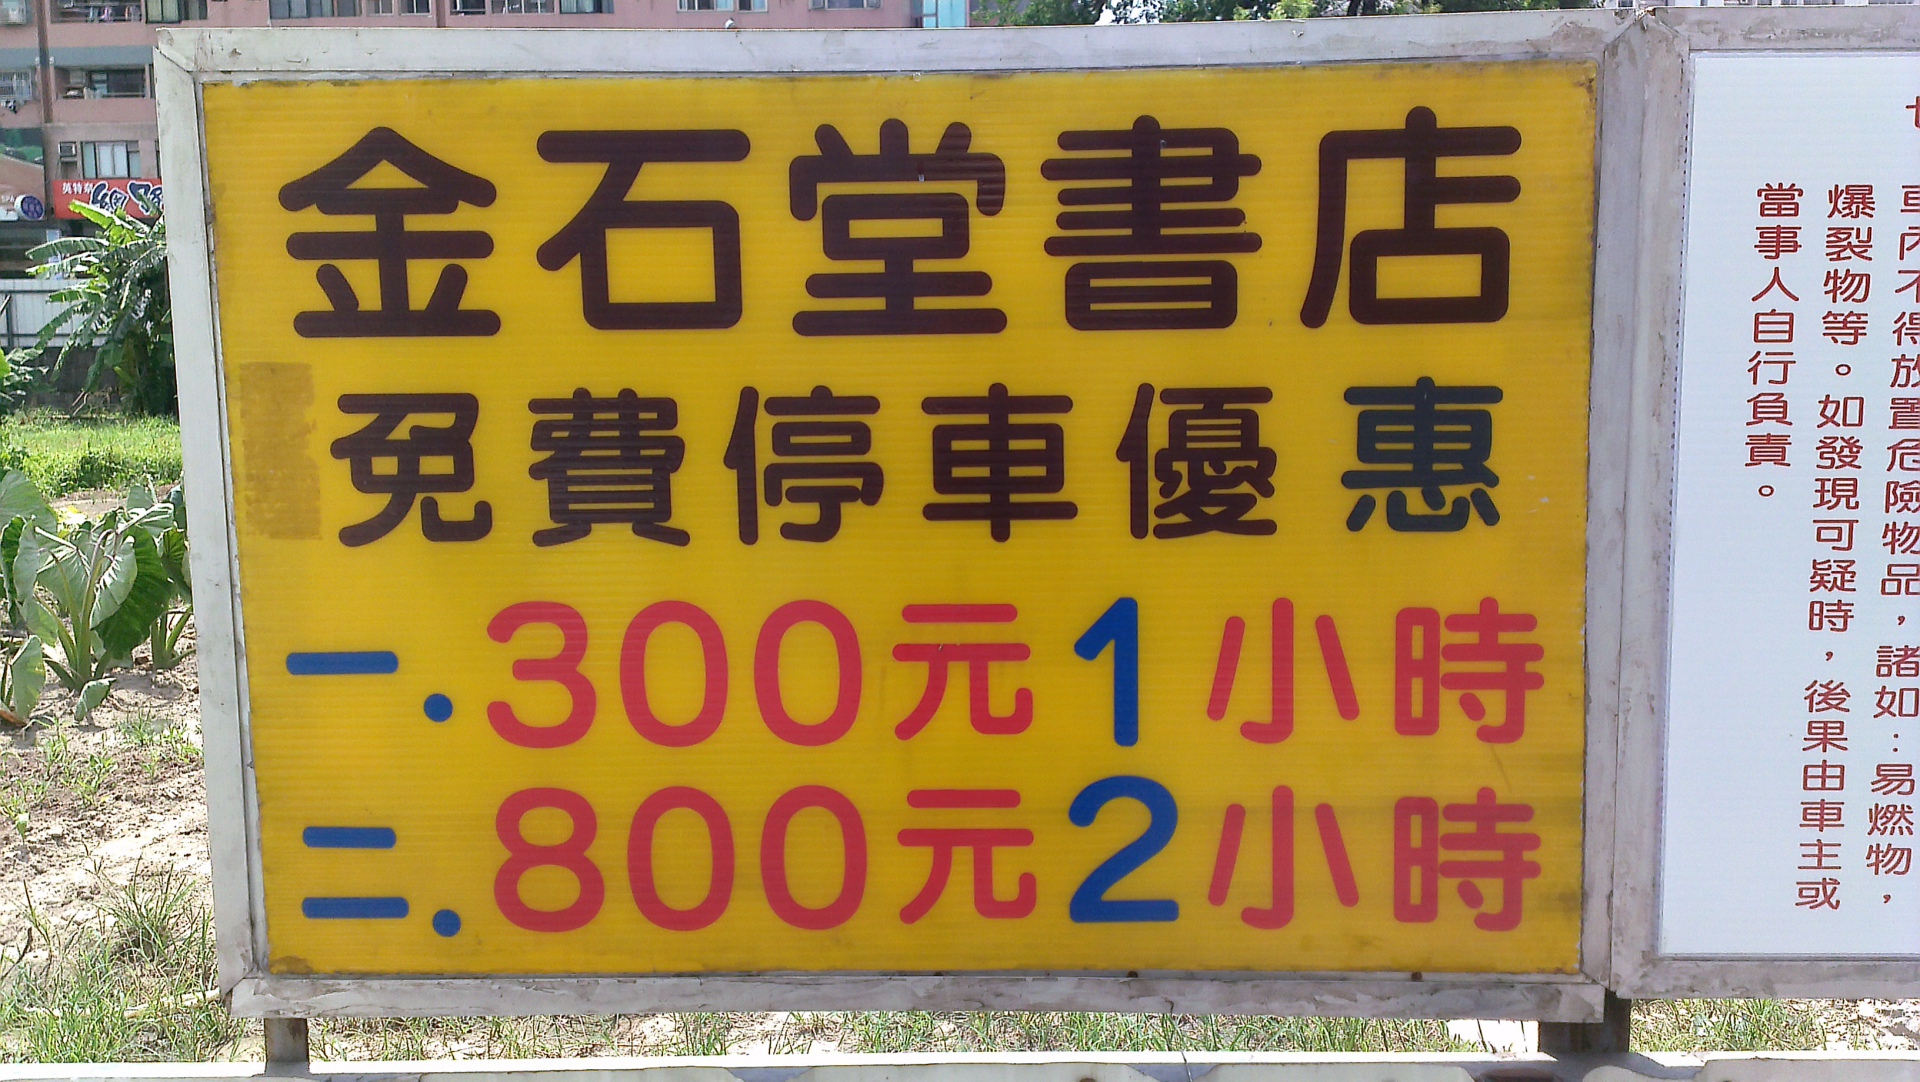 金石堂書店
免費停車優惠
一.300元1小時
二.800元2小時
車內不得放置危險物品，諸如：易燃物，
爆裂物等。如發現可疑時，後果由車主或
當事人自行負責。
英特奈